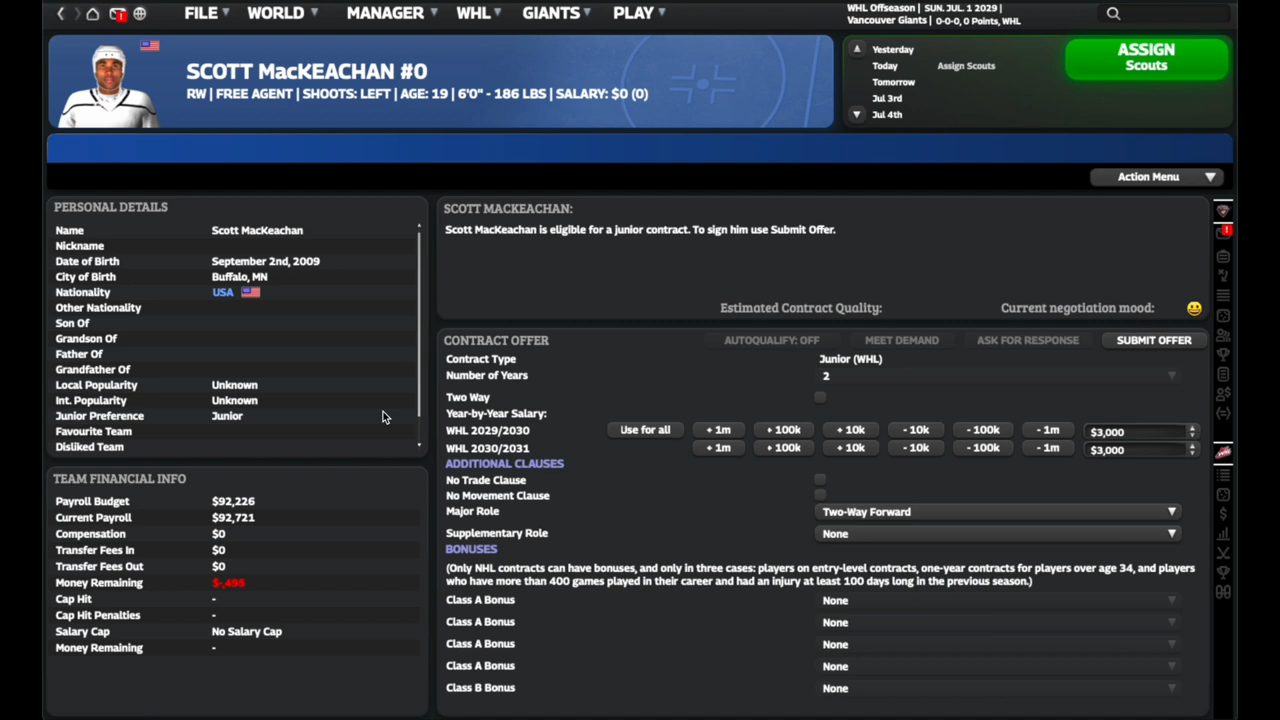 FILE WORLD MANAGER WHL GIANTS PLAY
WHL Offseason | SUN. JUL. 1 2029 |
Vancouver Giants | 0-0-0, 0 Points, WHL
SCOTT MacKEACHAN #0
RW | FREE AGENT | SHOOTS: LEFT | AGE: 19 | 6'0" - 186 LBS | SALARY: $0 (0)
Yesterday
Today Assign Scouts
Tomorrow
Jul 3rd
Jul 4th
ASSIGN
Scouts
Action Menu
PERSONAL DETAILS
Name Scott MacKeachan
Nickname
Date of Birth September 2nd, 2009
City of Birth Buffalo, MN
Nationality USA
Other Nationality
Son Of
Grandson Of
Father Of
Grandfather Of
Local Popularity Unknown
Int. Popularity Unknown
Junior Preference Junior
Favourite Team
Disliked Team
TEAM FINANCIAL INFO
Payroll Budget $92,226
Current Payroll $92,721
Compensation $0
Transfer Fees In $0
Transfer Fees Out $0
Money Remaining $-,495
Cap Hit -
Cap Hit Penalties -
Salary Cap No Salary Cap
Money Remaining -
SCOTT MACKEACHAN:
Scott MacKeachan is eligible for a junior contract. To sign him use Submit Offer.
Estimated Contract Quality: Current negotiation mood:
CONTRACT OFFER AUTOQUALIFY: OFF MEET DEMAND ASK FOR RESPONSE SUBMIT OFFER
Contract Type Junior (WHL)
Number of Years 2
Two Way
Year-by-Year Salary:
WHL 2029/2030 Use for all + 1m + 100k + 10k - 10k - 100k - 1m $3,000
WHL 2030/2031 + 1m + 100k + 10k - 10k - 100k - 1m $3,000
ADDITIONAL CLAUSES
No Trade Clause
No Movement Clause
Major Role Two-Way Forward
Supplementary Role None
BONUSES
(Only NHL contracts can have bonuses, and only in three cases: players on entry-level contracts, one-year contracts for players over age 34, and players
who have more than 400 games played in their career and had an injury at least 100 days long in the previous season.)
Class A Bonus None
Class A Bonus None
Class A Bonus None
Class A Bonus None
Class B Bonus None